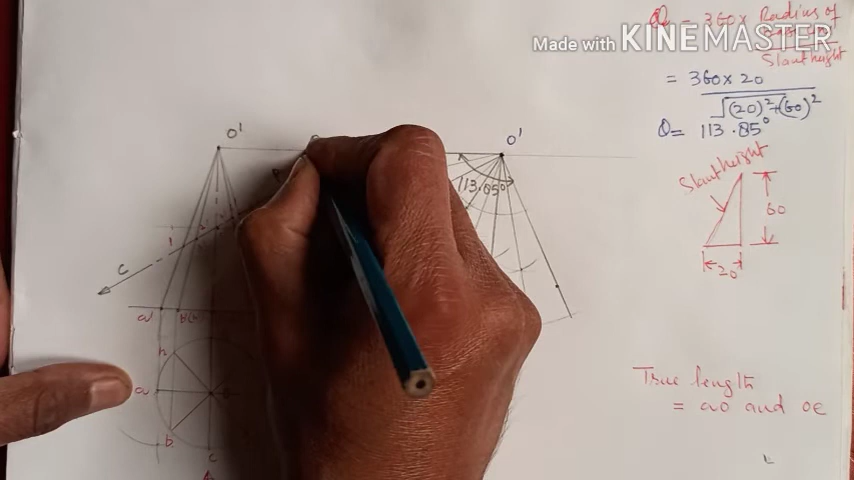 = 360 x Radius of
Slant height
Made with KINEMASTER
= 360 x 20
√(20)²+(60)²
θ = 113.85°
O'
O'
113.85°
Slant height
60
20
C
1
a'
h
a
b
c
True length
= ao and oe